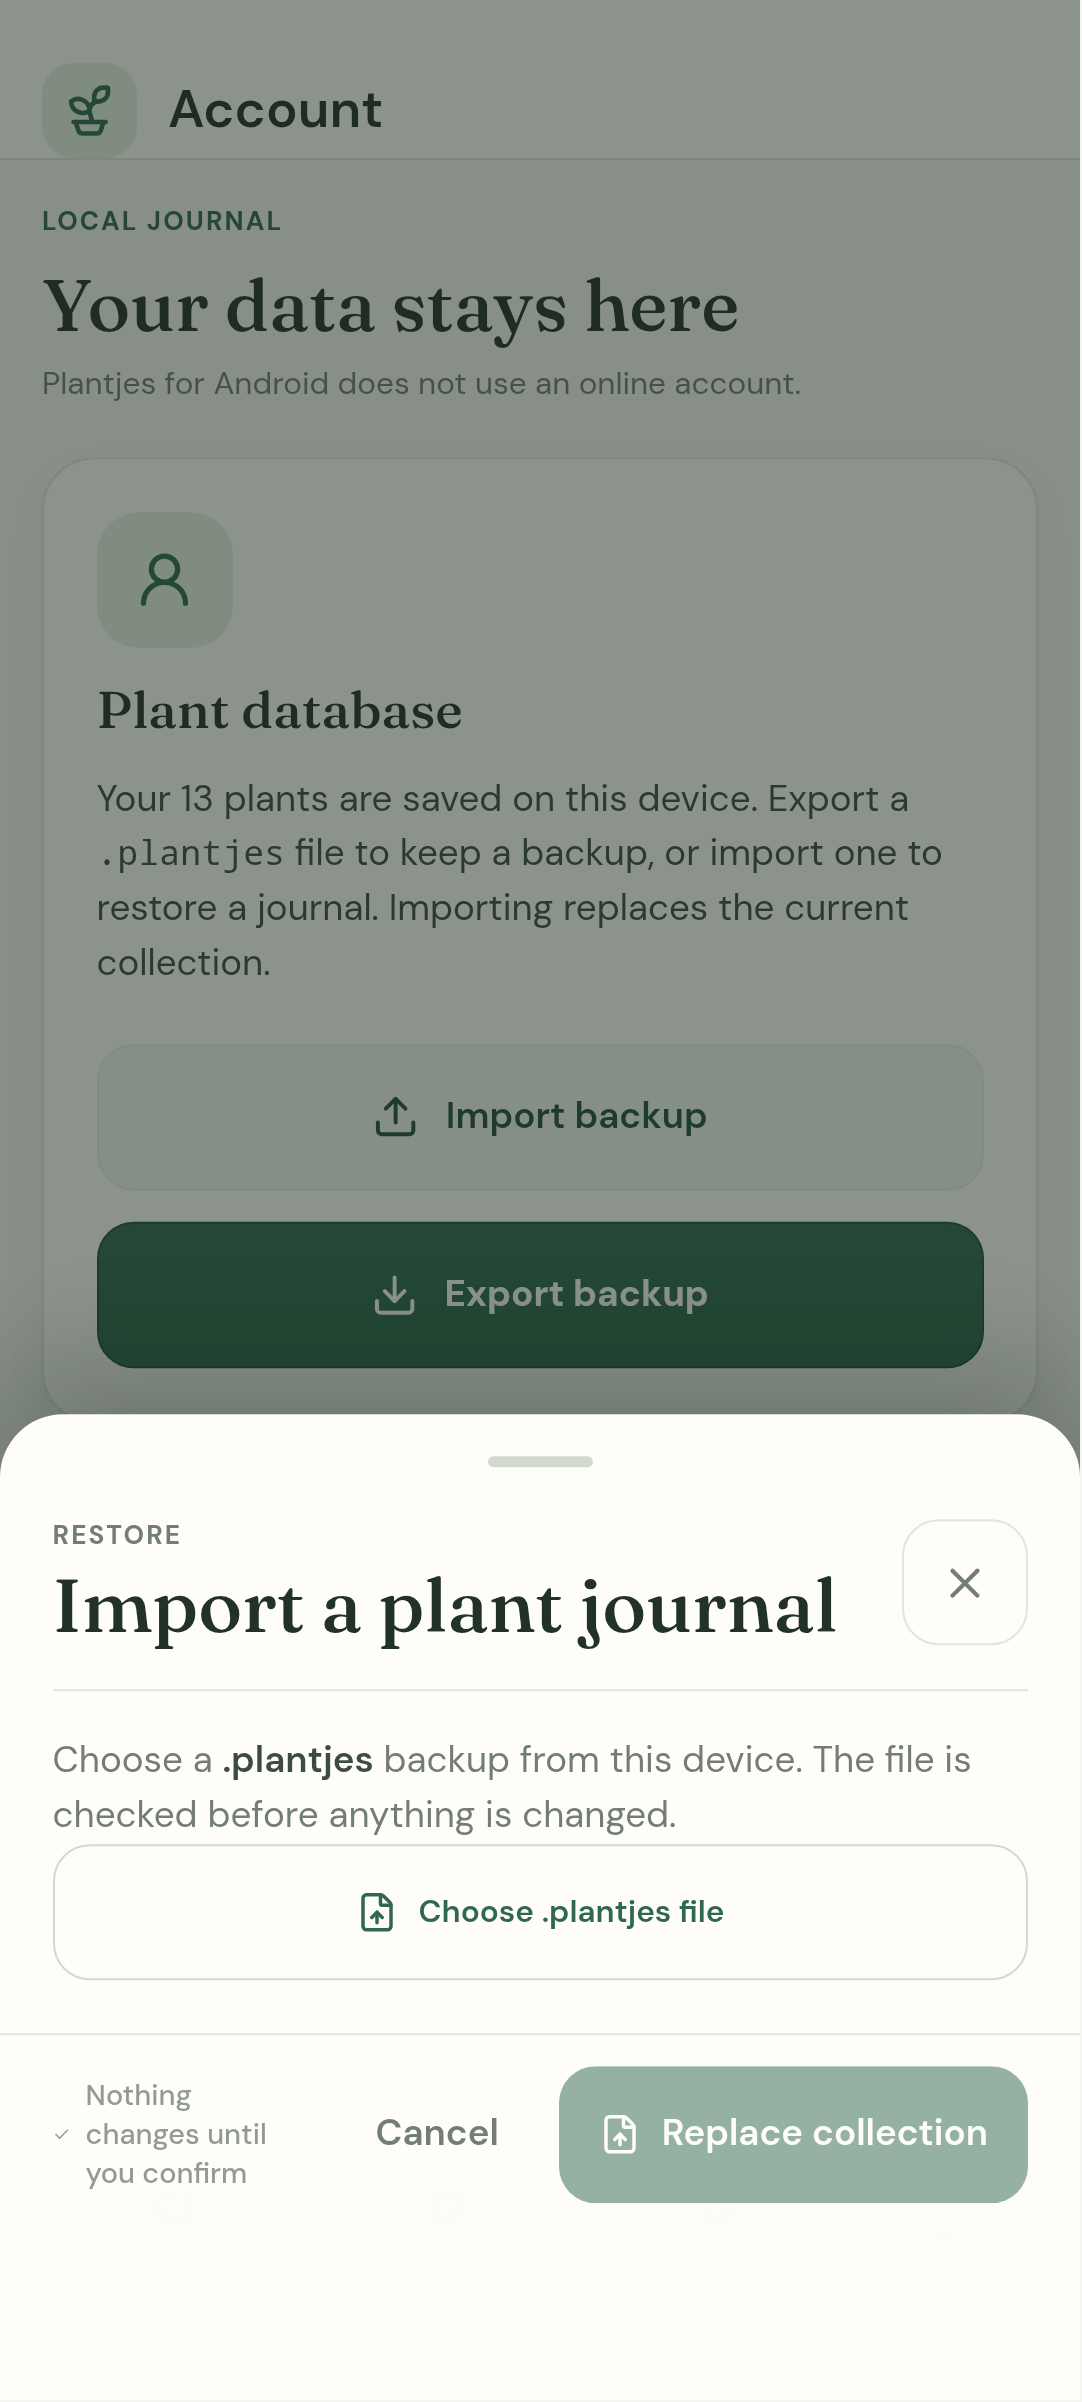 Account
LOCAL JOURNAL
Your data stays here
Plantjes for Android does not use an online account.
Plant database
Your 13 plants are saved on this device. Export a
.plantjes file to keep a backup, or import one to
restore a journal. Importing replaces the current
collection.
Import backup
Export backup
RESTORE
Import a plant journal
Choose a .plantjes backup from this device. The file is
checked before anything is changed.
Choose .plantjes file
Nothing
changes until
you confirm
Cancel
Replace collection